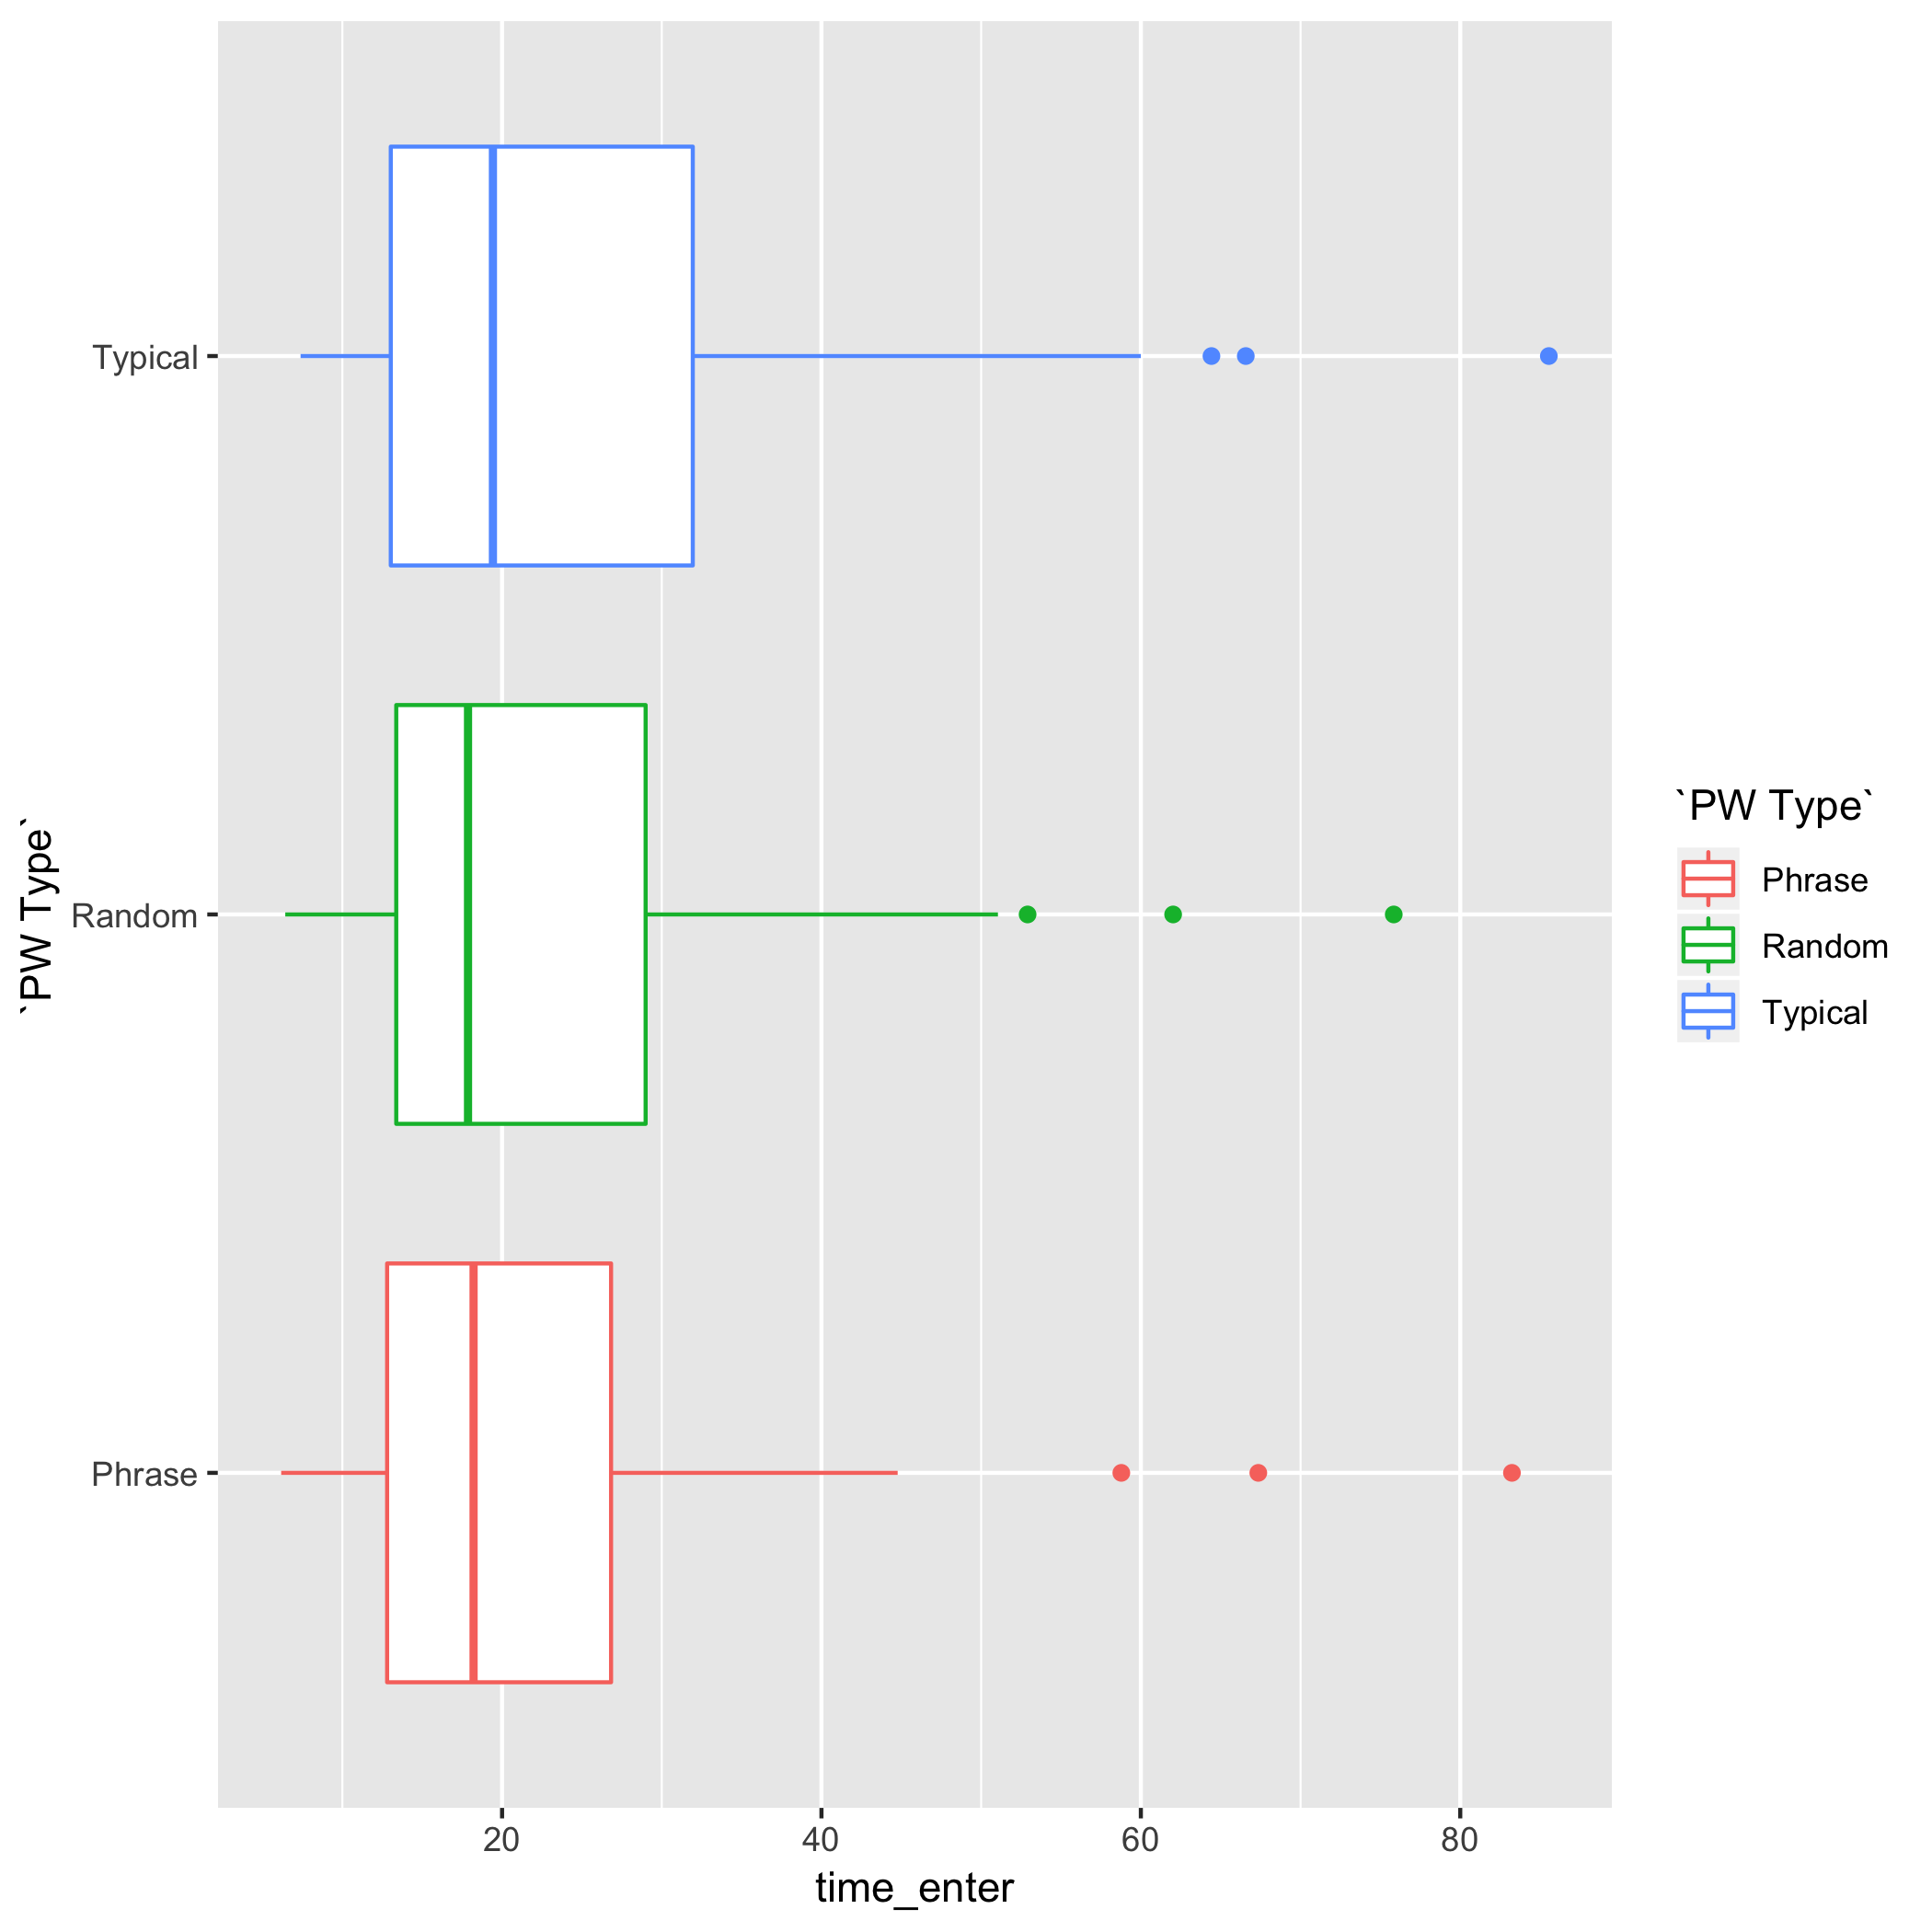 Typical
Random
Phrase
`PW Type`
20 40 60 80
time_enter
`PW Type`
Phrase
Random
Typical